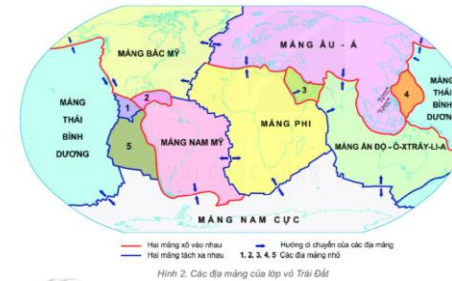 MẢNG BẮC MỸ
MẢNG ÂU - Á
MẢNG THÁI BÌNH DƯƠNG
1
2
3
4
5
MẢNG NAM MỸ
MẢNG PHI
MẢNG ẤN ĐỘ - Ô-XTRÂY-LI-A
MẢNG THÁI BÌNH DƯƠNG
MẢNG NAM CỰC
Hai mảng xô vào nhau
Hướng di chuyển của các địa mảng
Hai mảng tách xa nhau
1, 2, 3, 4, 5 Các địa mảng nhỏ
Hình 2. Các địa mảng của lớp vỏ Trái Đất